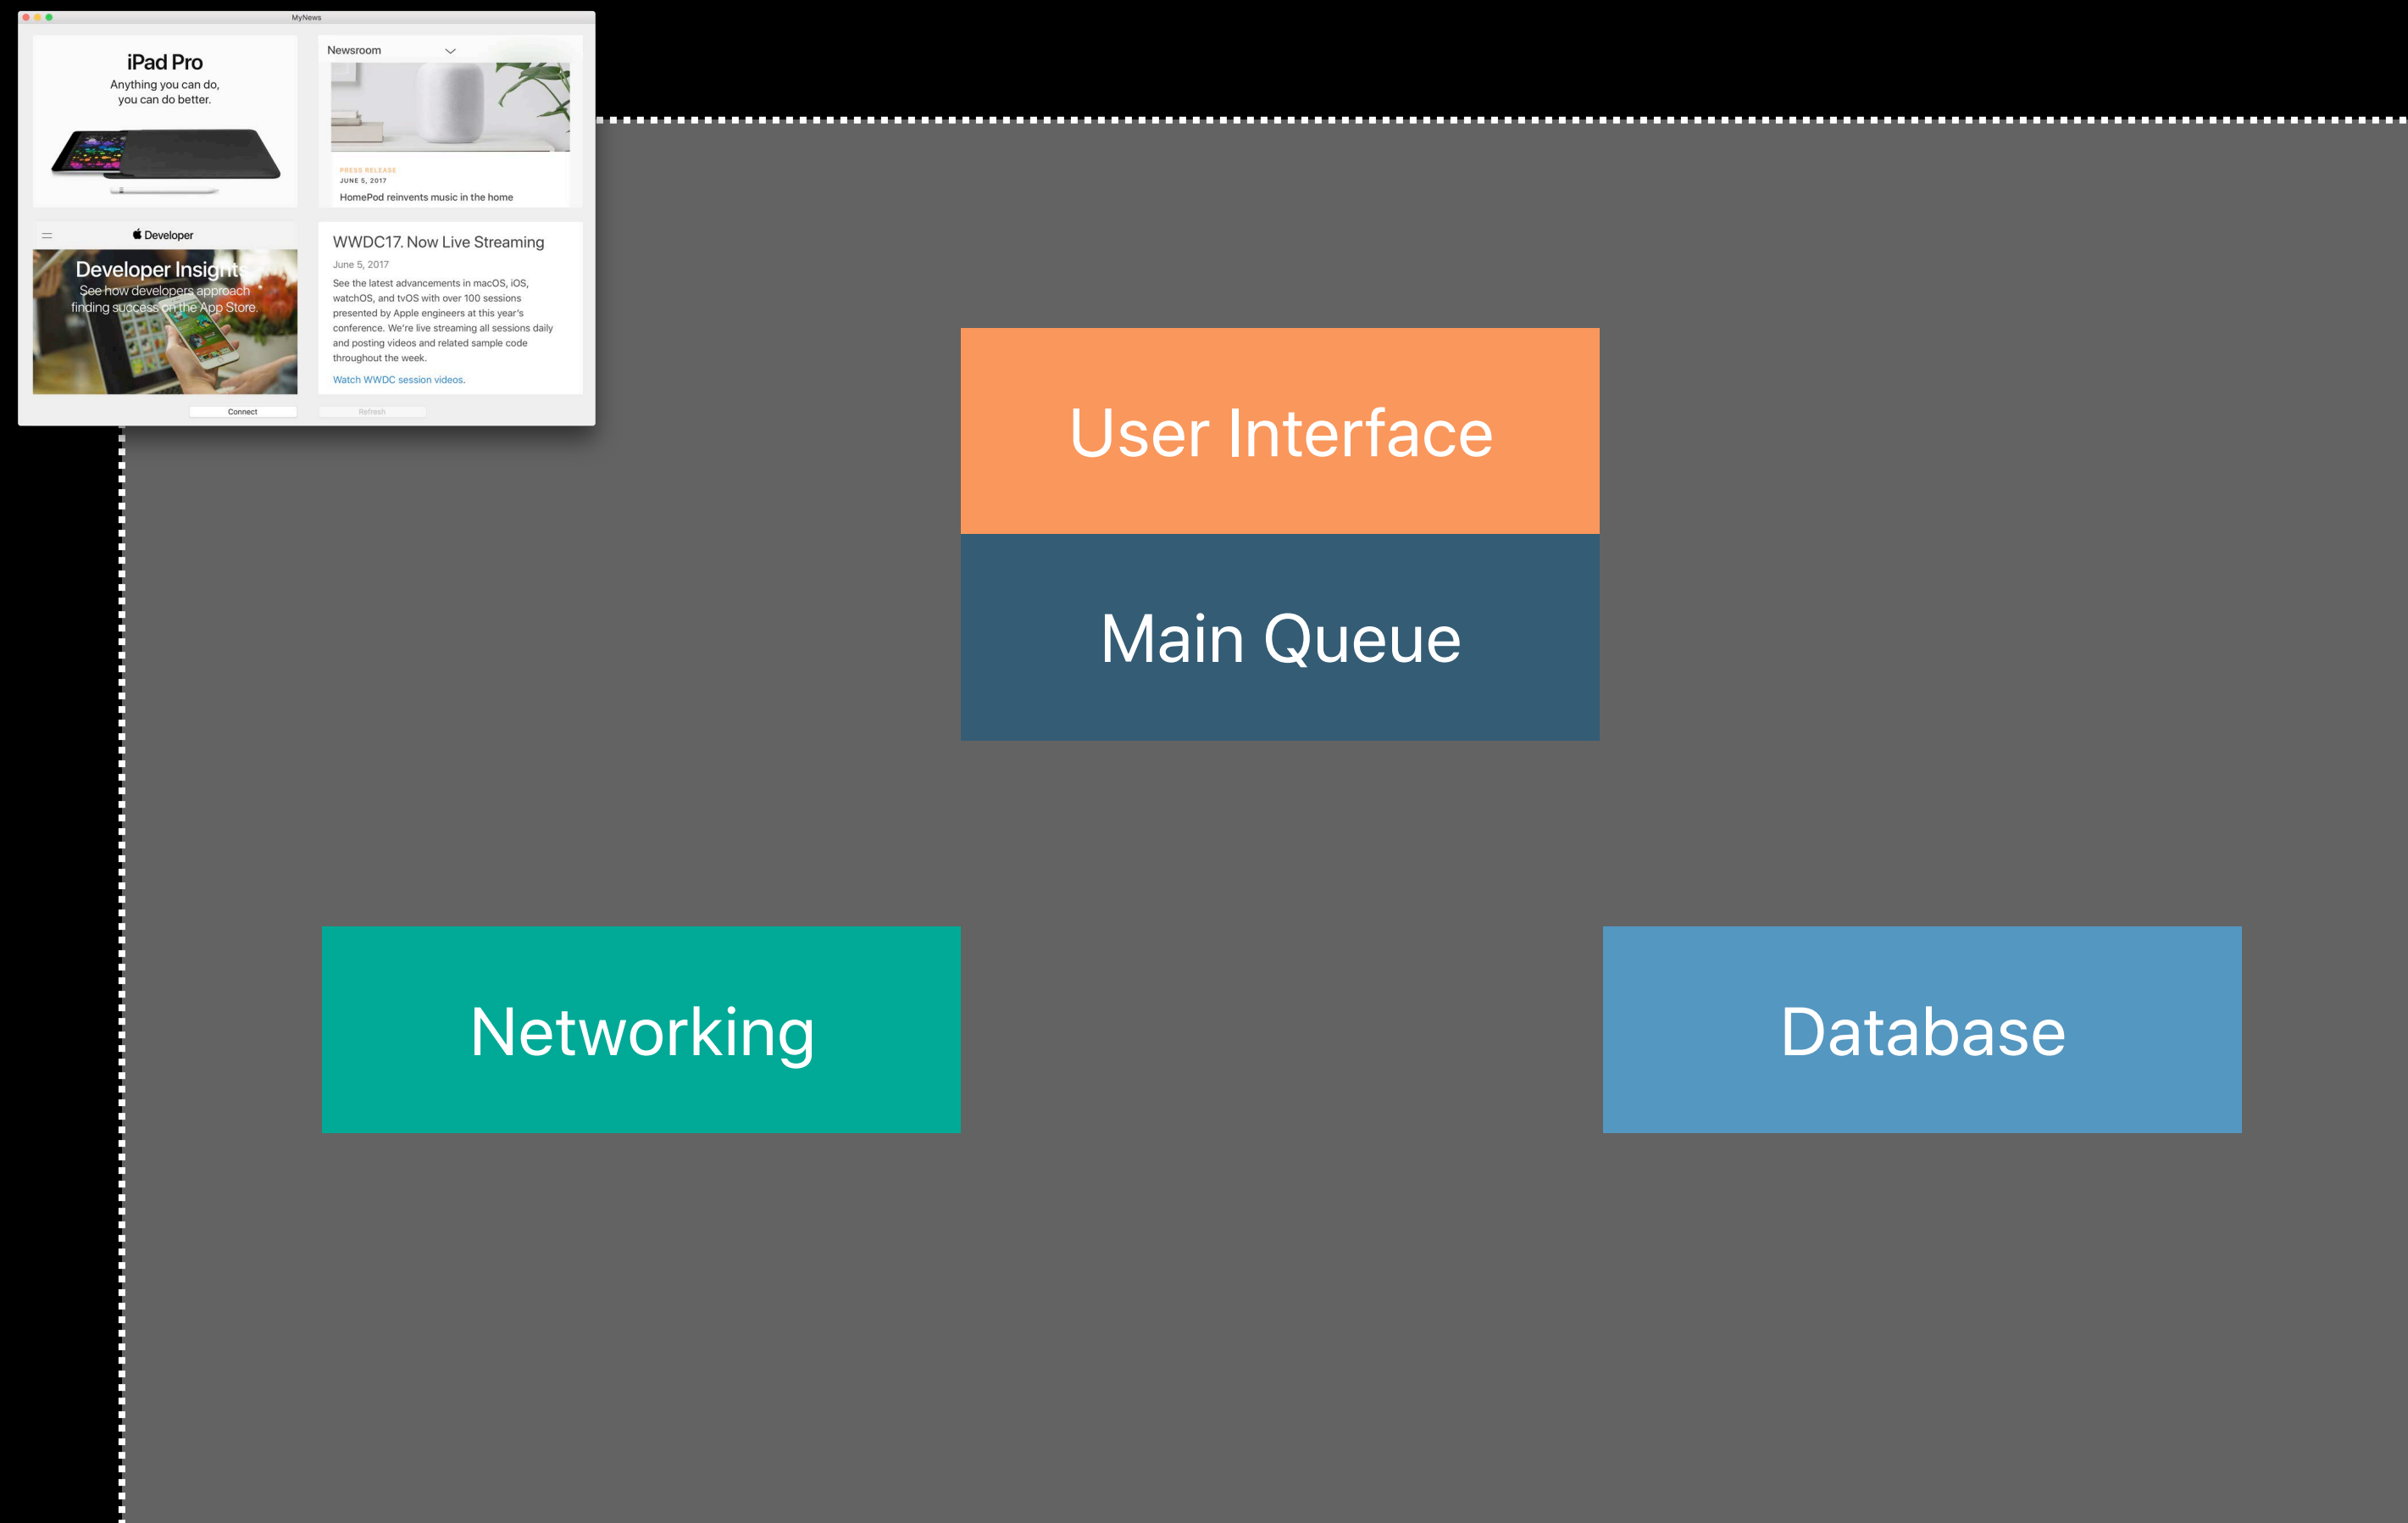 MyNews
iPad Pro
Anything you can do,
you can do better.
Newsroom
PRESS RELEASE
JUNE 5, 2017
HomePod reinvents music in the home
Developer
Developer Insights
See how developers approach
finding success on the App Store.
WWDC17. Now Live Streaming
June 5, 2017
See the latest advancements in macOS, iOS,
watchOS, and tvOS with over 100 sessions
presented by Apple engineers at this year's
conference. We're live streaming all sessions daily
and posting videos and related sample code
throughout the week.
Watch WWDC session videos.
Connect
Refresh
User Interface
Main Queue
Networking
Database